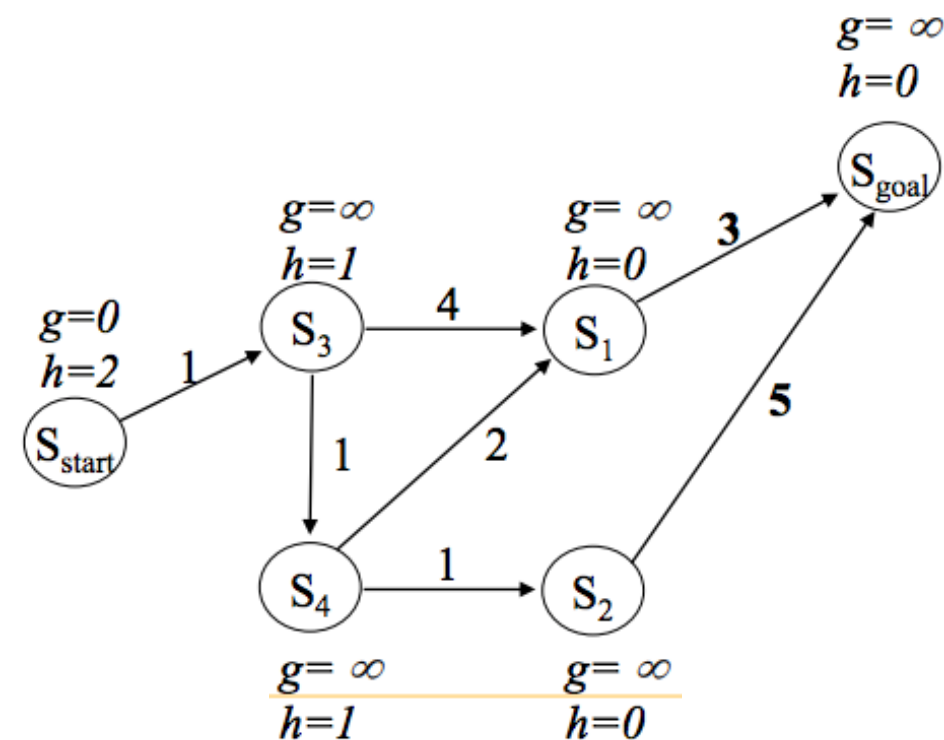 g= ∞
h=0
S_goal
g=∞
h=1
g= ∞
h=0
3
g=0
h=2
1
S_3
4
S_1
S_start
1
2
5
S_4
1
S_2
g= ∞
h=1
g= ∞
h=0